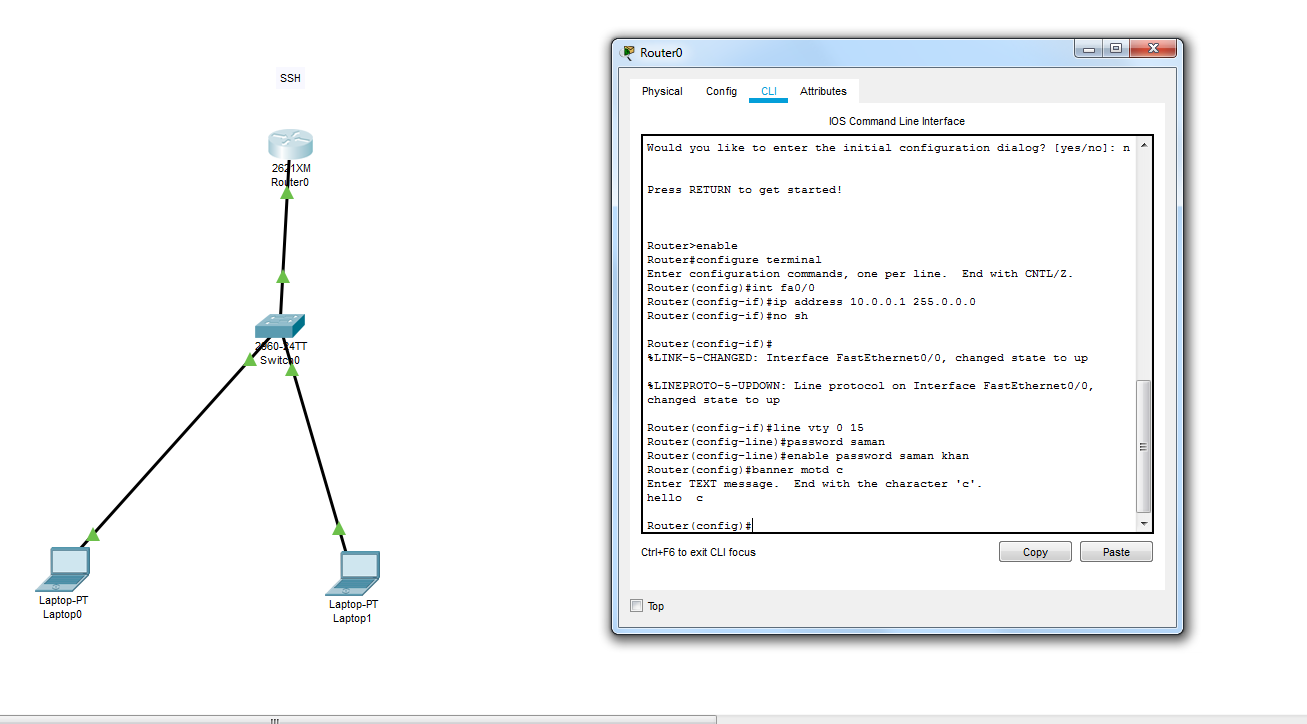 SSH
2621XM
Router0
2960-24TT
Switch0
Laptop-PT
Laptop0
Laptop-PT
Laptop1
Router0
Physical Config CLI Attributes
IOS Command Line Interface
Would you like to enter the initial configuration dialog? [yes/no]: n
Press RETURN to get started!
Router>enable
Router#configure terminal
Enter configuration commands, one per line.  End with CNTL/Z.
Router(config)#int fa0/0
Router(config-if)#ip address 10.0.0.1 255.0.0.0
Router(config-if)#no sh
Router(config-if)#
%LINK-5-CHANGED: Interface FastEthernet0/0, changed state to up
%LINEPROTO-5-UPDOWN: Line protocol on Interface FastEthernet0/0,
changed state to up
Router(config-if)#line vty 0 15
Router(config-line)#password saman
Router(config-line)#enable password saman khan
Router(config)#banner motd c
Enter TEXT message.  End with the character 'c'.
hello  c
Router(config)#
Ctrl+F6 to exit CLI focus
Copy Paste
Top